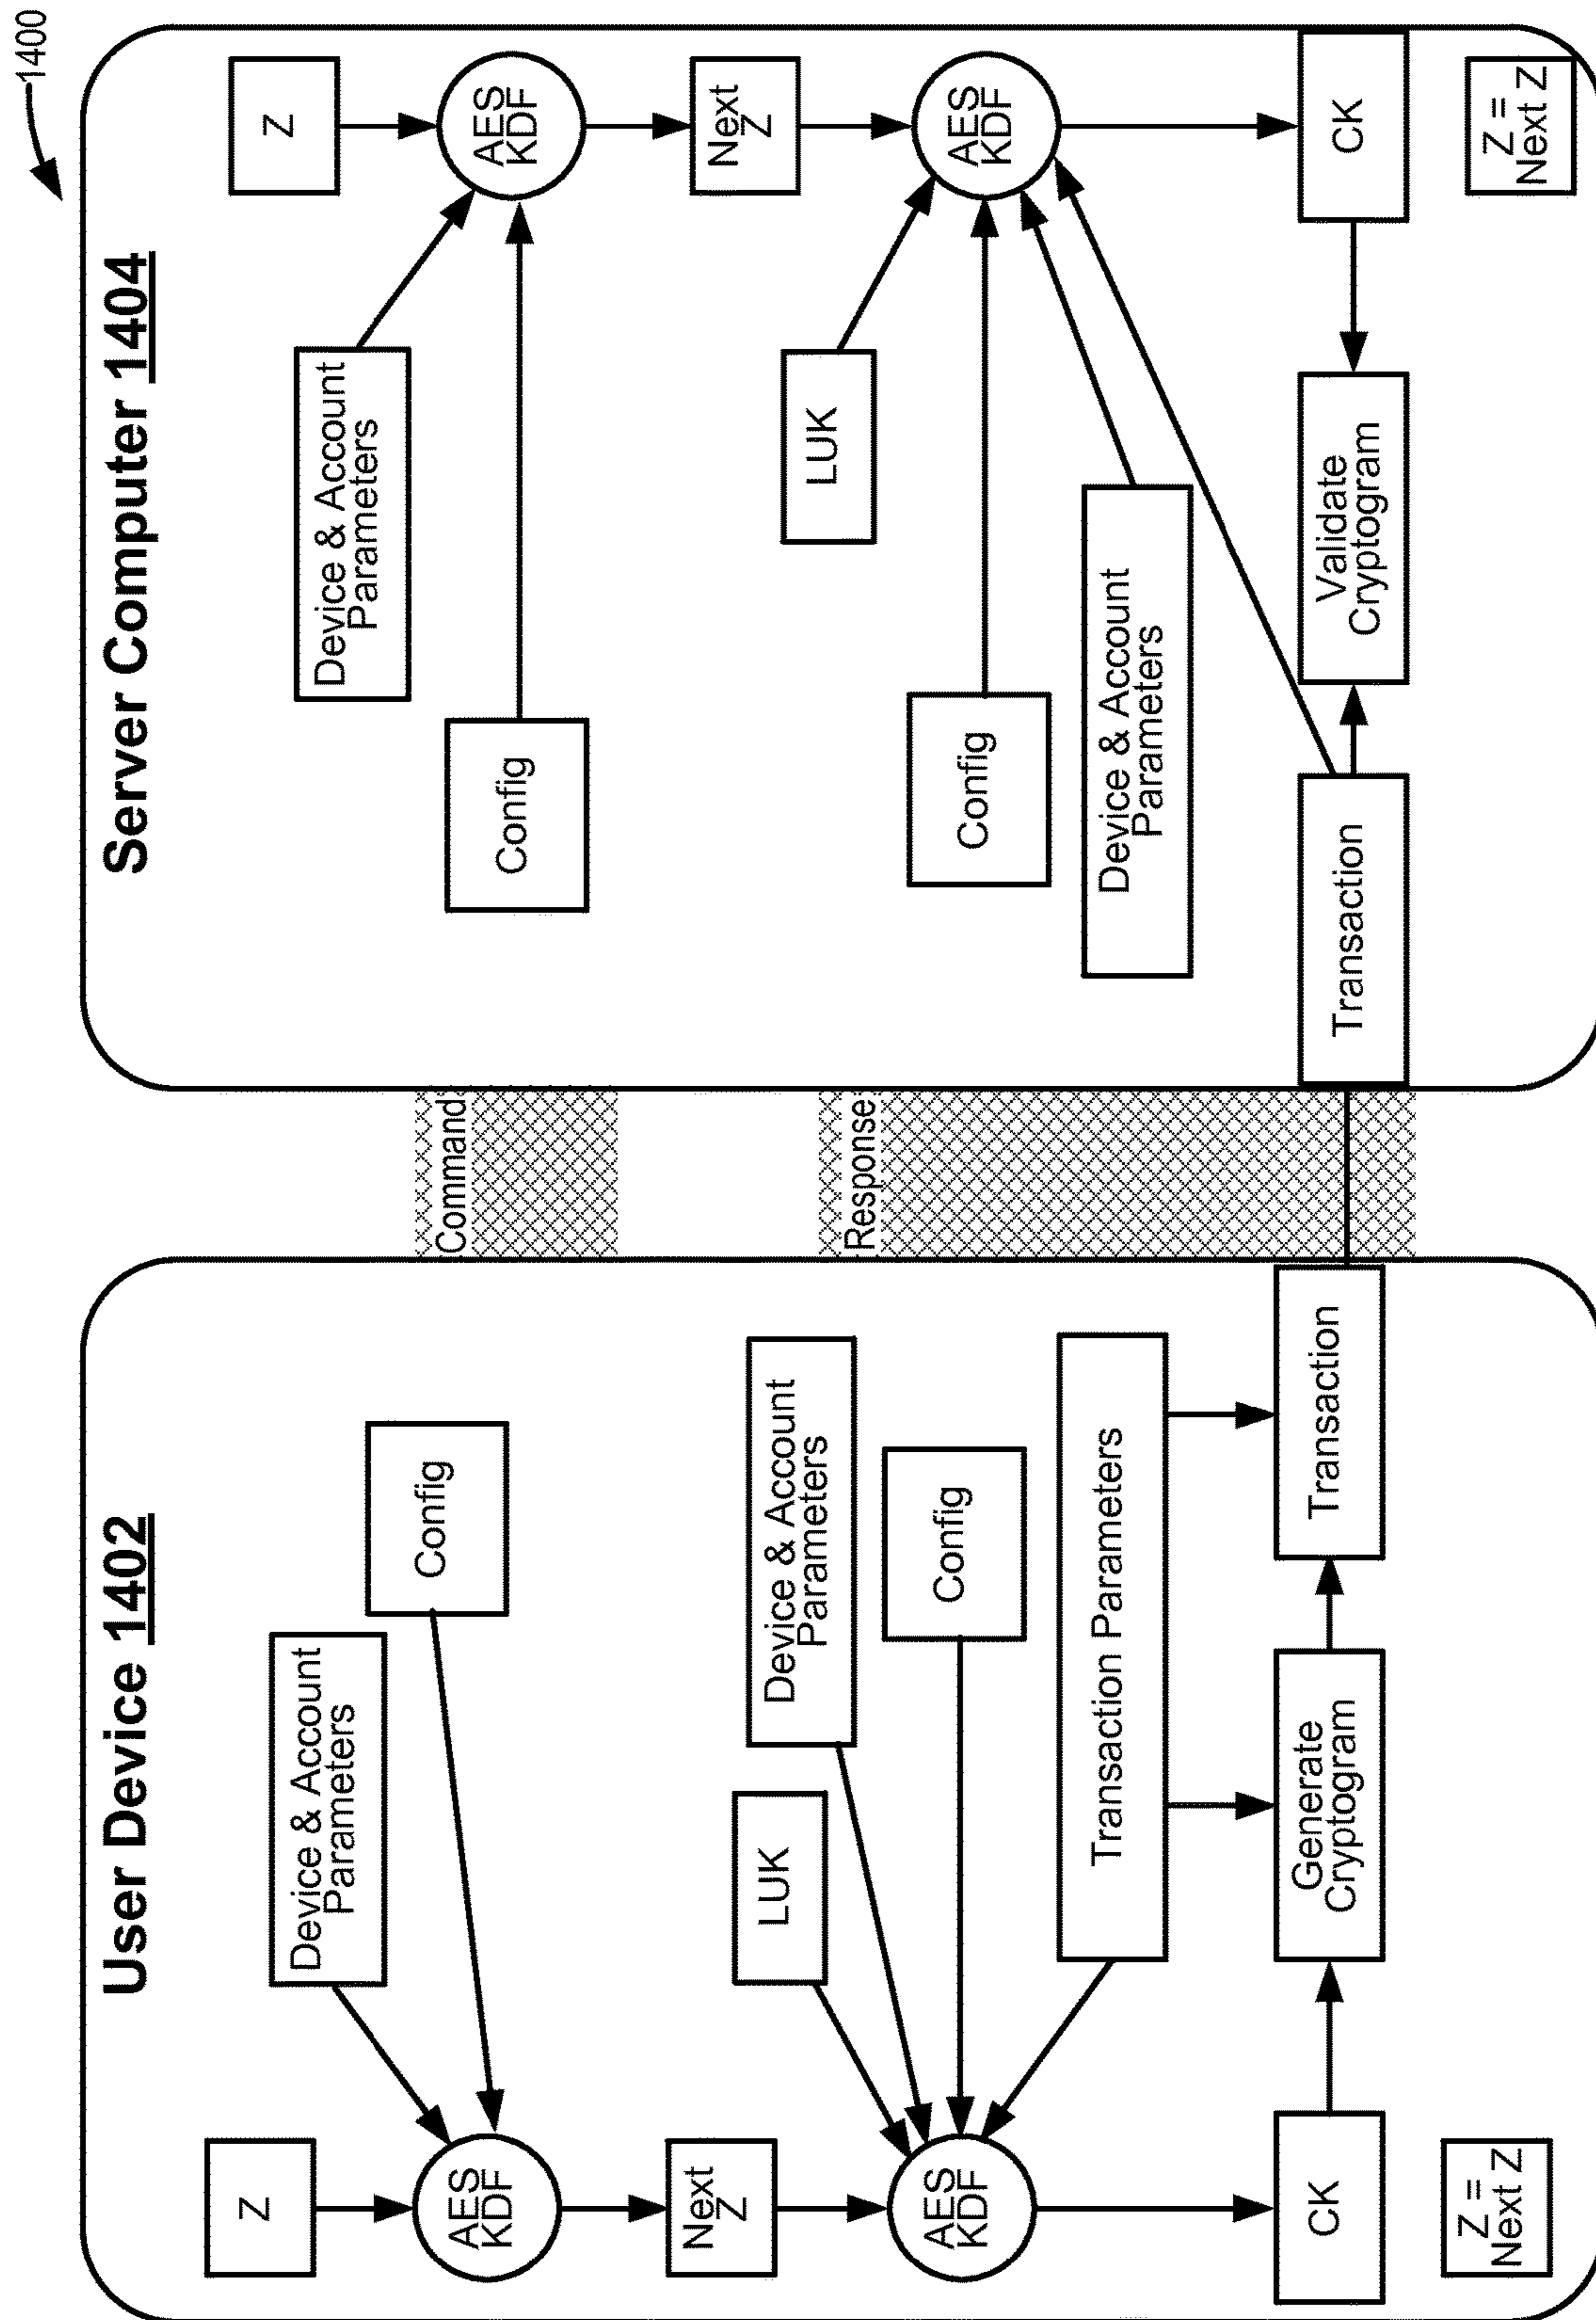 1400
User Device 1402
Z
Device & Account
Parameters
Config
AES
KDF
Next
Z
LUK
Device & Account
Parameters
Config
AES
KDF
Transaction Parameters
CK
Generate
Cryptogram
Transaction
Z =
Next Z
Command
Response
Server Computer 1404
Z
Device & Account
Parameters
Config
AES
KDF
Next
Z
LUK
Config
AES
KDF
Device & Account
Parameters
Transaction
Validate
Cryptogram
CK
Z =
Next Z